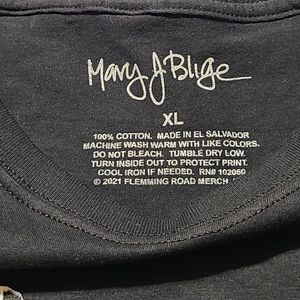 Mary J Blige
XL
100% COTTON. MADE IN EL SALVADOR
MACHINE WASH WARM WITH LIKE COLORS.
DO NOT BLEACH. TUMBLE DRY LOW.
TURN INSIDE OUT TO PROTECT PRINT.
COOL IRON IF NEEDED. RN# 102050
© 2021 FLEMMING ROAD MERCH